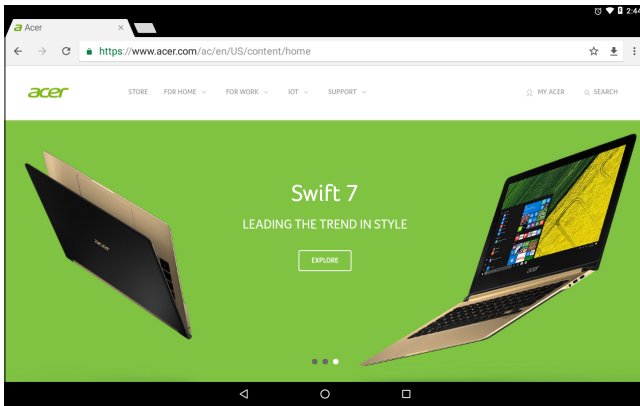 2:44
Acer
https://www.acer.com/ac/en/US/content/home
acer
STORE FOR HOME FOR WORK IOT SUPPORT MY ACER SEARCH
Swift 7
LEADING THE TREND IN STYLE
EXPLORE
acer